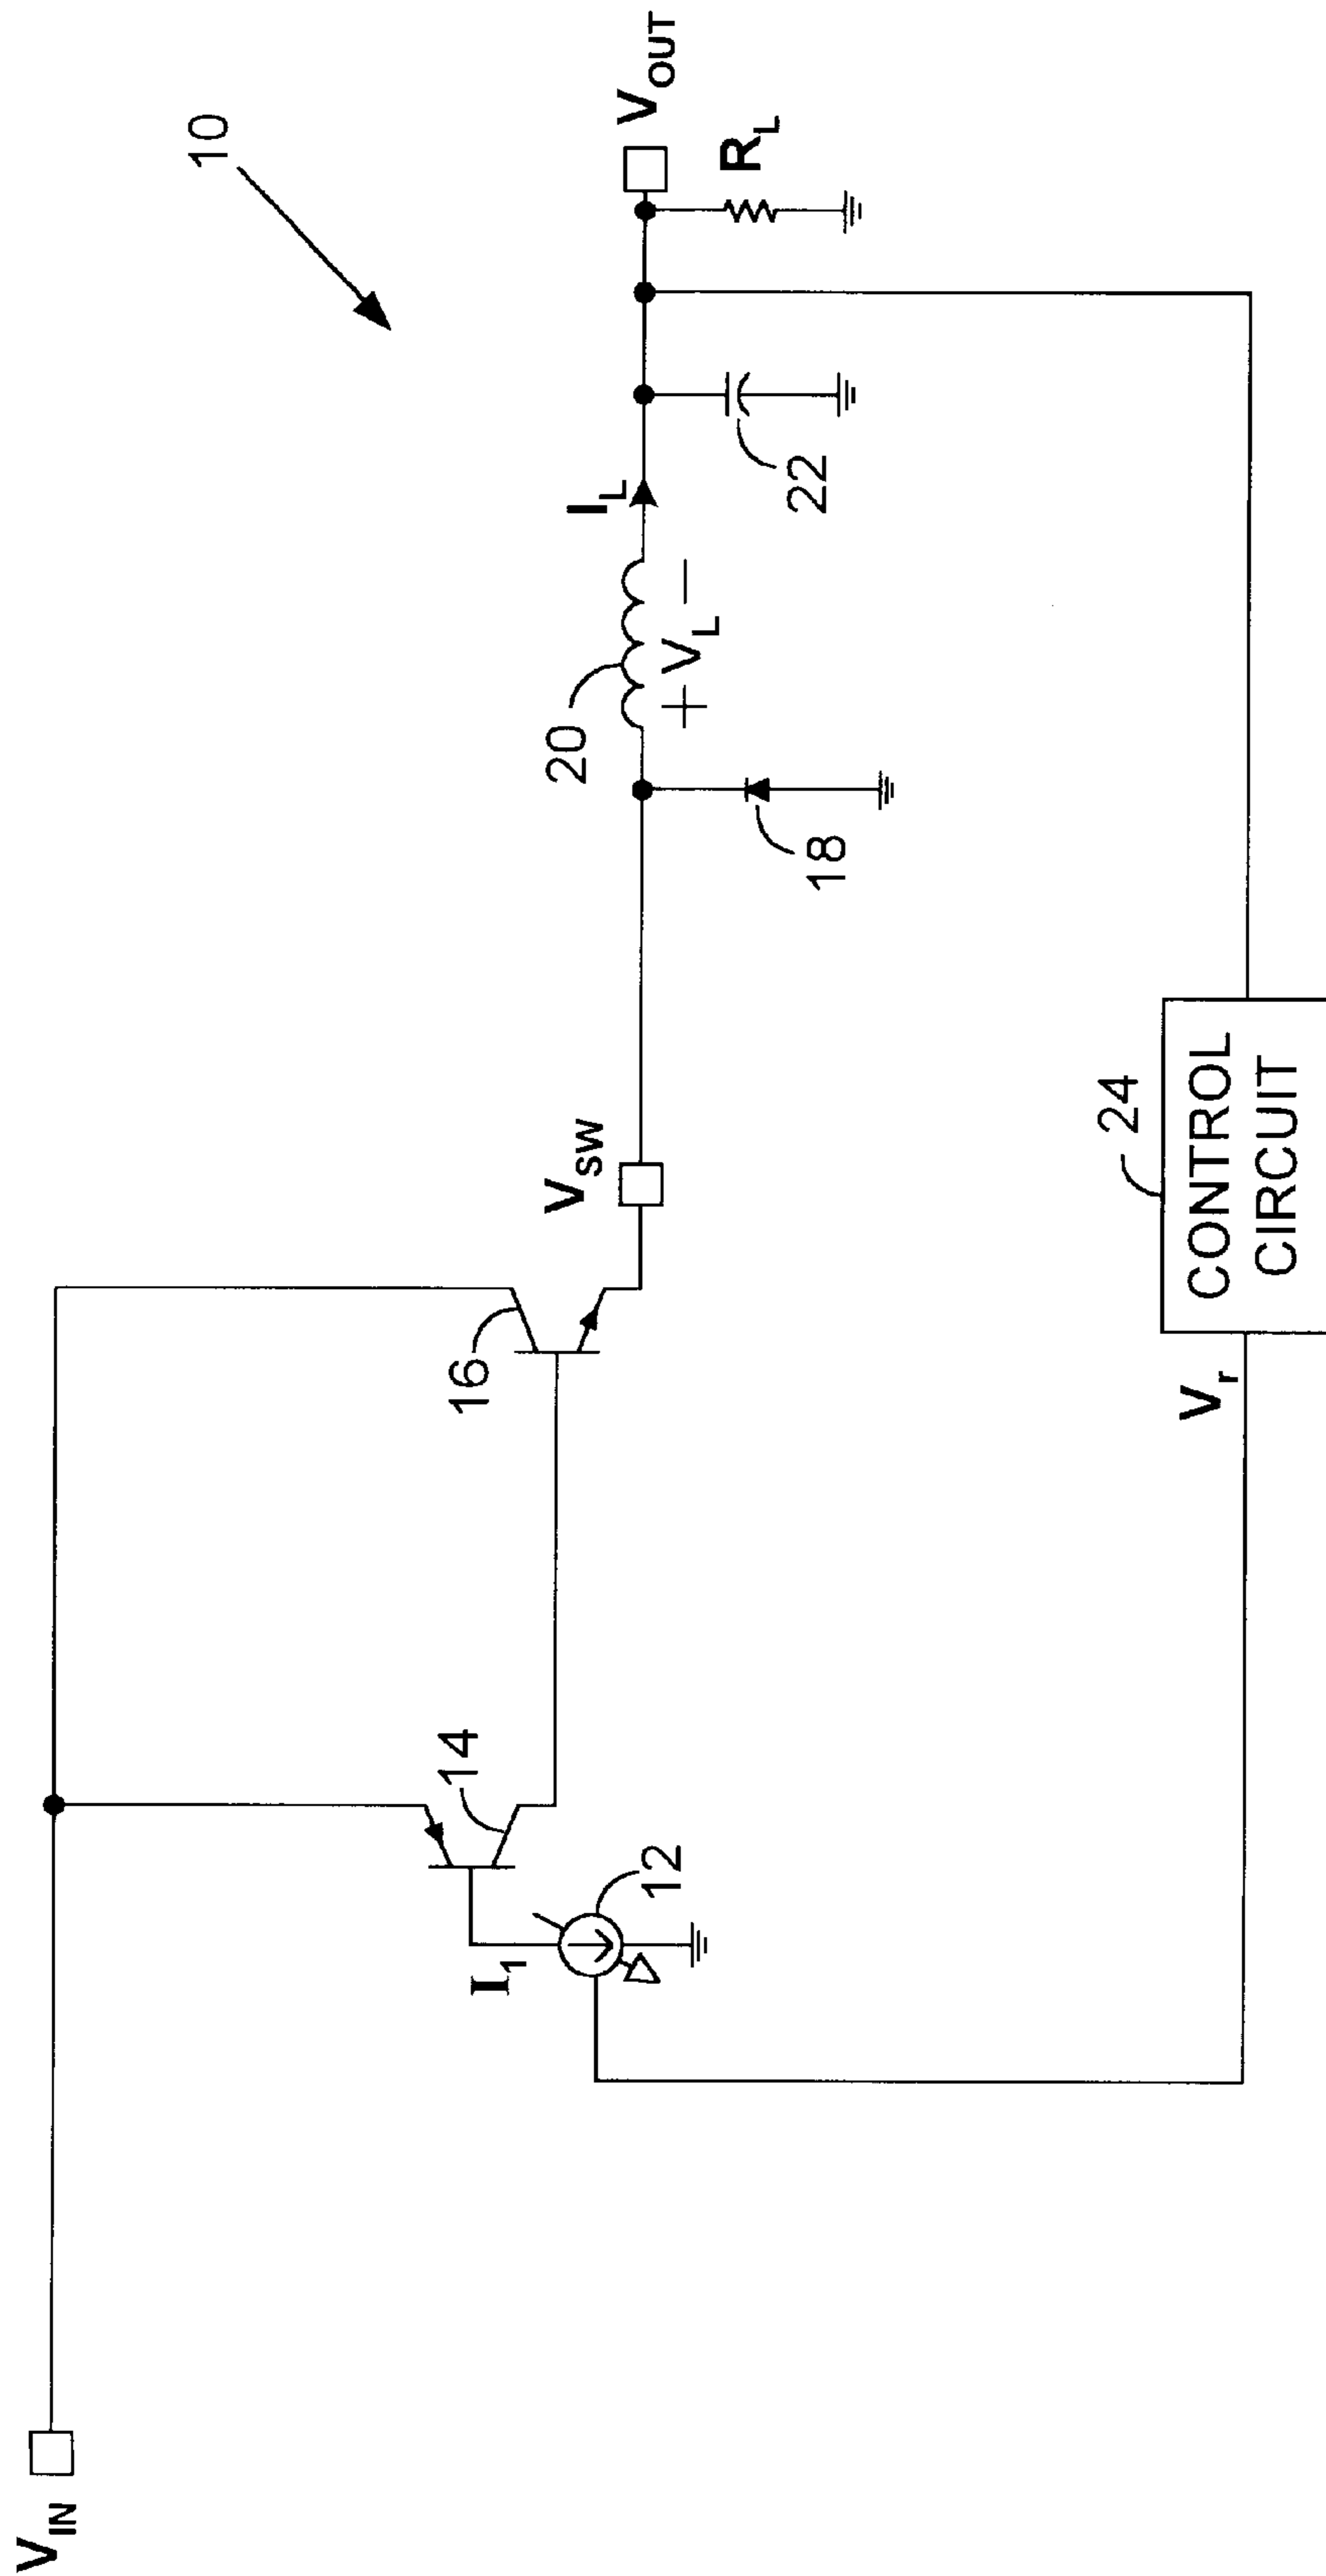 10
V_IN
14
16
I_1
12
V_SW
20
+ V_L −
I_L
18
22
V_OUT
R_L
V_r
24
CONTROL
CIRCUIT